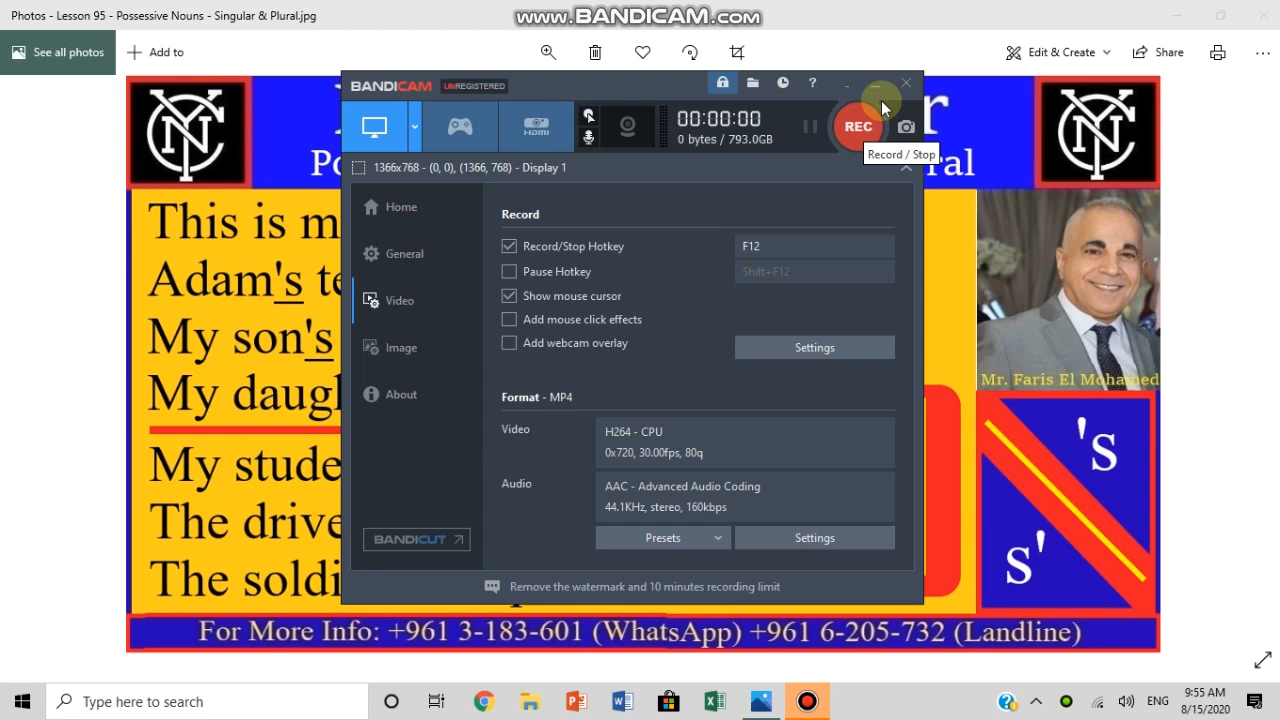 Photos - Lesson 95 - Possessive Nouns - Singular & Plural.jpg
www.BANDICAM.com
See all photos
Add to
Edit & Create
Share
BANDICAM UNREGISTERED
HDMI
00:00:00
0 bytes / 793.0GB
REC
Record / Stop
1366x768 - (0, 0), (1366, 768) - Display 1
Home
General
Video
Image
About
BANDICUT
Record
Record/Stop Hotkey F12
Pause Hotkey Shift+F12
Show mouse cursor
Add mouse click effects
Add webcam overlay
Settings
Format - MP4
Video
H264 - CPU
0x720, 30.00fps, 80q
Audio
AAC - Advanced Audio Coding
44.1KHz, stereo, 160kbps
Presets
Settings
Remove the watermark and 10 minutes recording limit
This is m
Adam's te
My son's
My daugh
My stude
The drive
The soldi
Mr. Faris El Mohamed
's
s'
For More Info: +961 3-183-601 (WhatsApp) +961 6-205-732 (Landline)
Type here to search
ENG
9:55 AM
8/15/2020